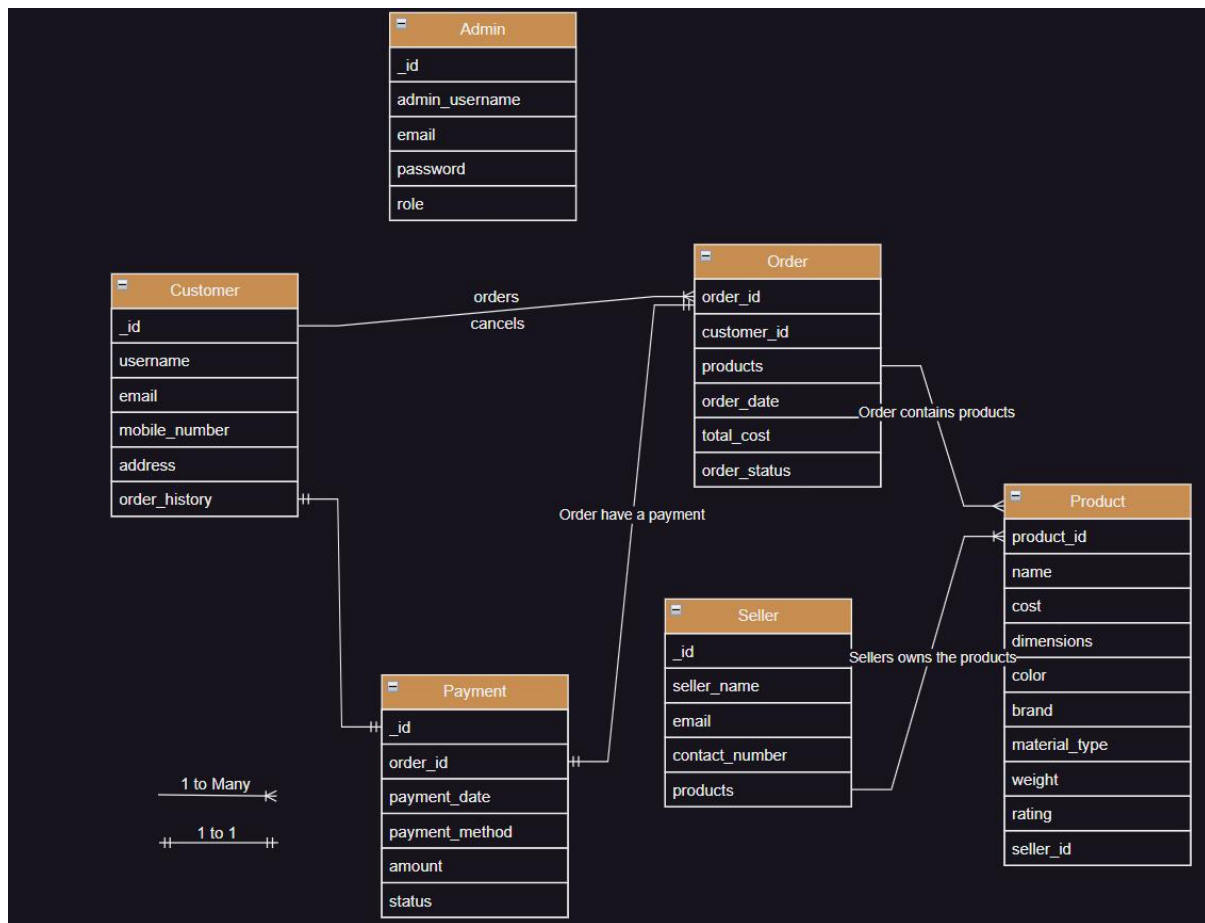 Admin
_id
admin_username
email
password
role
Customer
_id
username
email
mobile_number
address
order_history
orders
cancels
Order
order_id
customer_id
products
order_date
total_cost
order_status
Order contains products
Order have a payment
Product
product_id
name
cost
dimensions
color
brand
material_type
weight
rating
seller_id
Seller
_id
seller_name
email
contact_number
products
Sellers owns the products
Payment
_id
order_id
payment_date
payment_method
amount
status
1 to Many
1 to 1